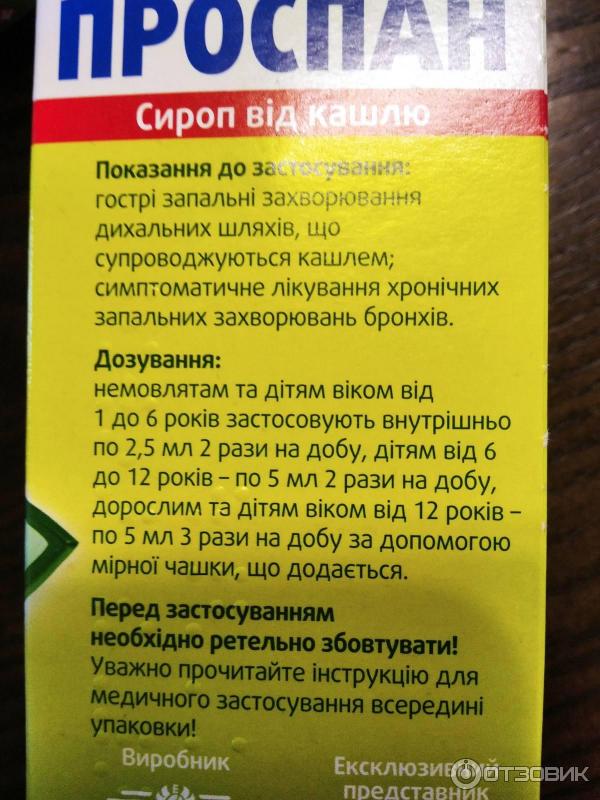 ПРОСПАН
Сироп від кашлю
Показання до застосування:
гострі запальні захворювання
дихальних шляхів, що
супроводжуються кашлем;
симптоматичне лікування хронічних
запальних захворювань бронхів.
Дозування:
немовлятам та дітям віком від
1 до 6 років застосовують внутрішньо
по 2,5 мл 2 рази на добу, дітям від 6
до 12 років – по 5 мл 2 рази на добу,
дорослим та дітям віком від 12 років –
по 5 мл 3 рази на добу за допомогою
мірної чашки, що додається.
Перед застосуванням
необхідно ретельно збовтувати!
Уважно прочитайте інструкцію для
медичного застосування всередині
упаковки!
Виробник
Ексклюзивний
представник
ОТЗОВИК